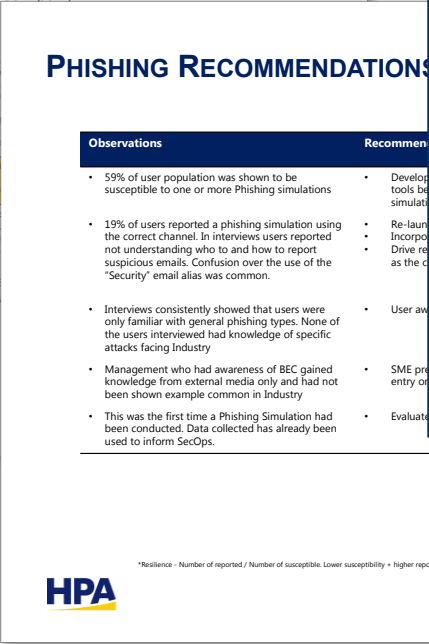 PHISHING RECOMMENDATIONS
Observations
Recommen
• 59% of user population was shown to be
susceptible to one or more Phishing simulations
• Develop
tools be
simulati
• 19% of users reported a phishing simulation using
the correct channel. In interviews users reported
not understanding who to and how to report
suspicious emails. Confusion over the use of the
“Security” email alias was common.
• Re-laun
• Incorpo
• Drive re
as the c
• Interviews consistently showed that users were
only familiar with general phishing types. None of
the users interviewed had knowledge of specific
attacks facing Industry
• User aw
• Management who had awareness of BEC gained
knowledge from external media only and had not
been shown example common in Industry
• SME pre
entry or
• This was the first time a Phishing Simulation had
been conducted. Data collected has already been
used to inform SecOps.
• Evaluate
*Resilience - Number of reported / Number of susceptible. Lower susceptibility + higher repo
HPA